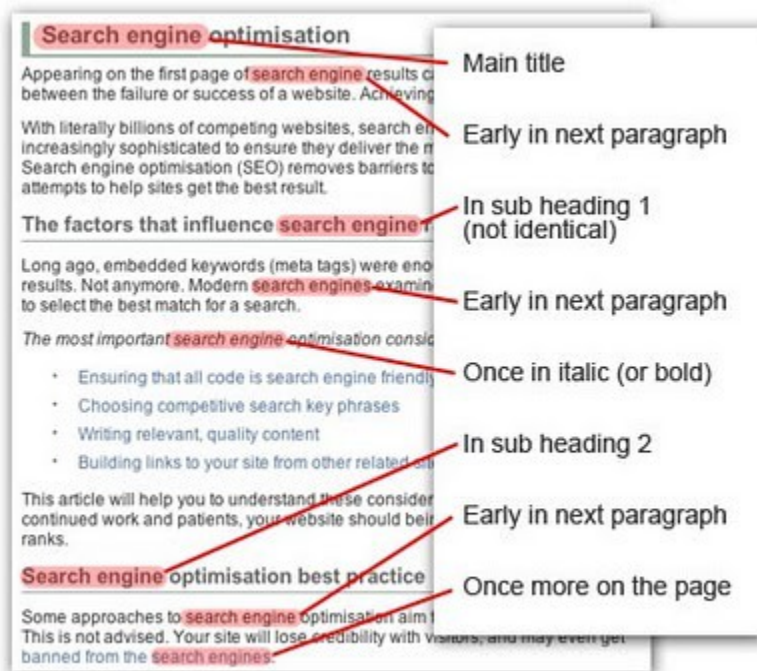 Search engine optimisation
Appearing on the first page of search engine results
between the failure or success of a website. Achieving
With literally billions of competing websites, search
increasingly sophisticated to ensure they deliver the
Search engine optimisation (SEO) removes barriers to
attempts to help sites get the best result.
The factors that influence search engine
Long ago, embedded keywords (meta tags) were
results. Not anymore. Modern search engines
to select the best match for a search.
The most important search engine optimisation
Ensuring that all code is search engine friendly
Choosing competitive search key phrases
Writing relevant, quality content
Building links to your site from other related
This article will help you to understand these
continued work and patients, your website should
ranks.
Search engine optimisation best practice
Some approaches to search engine optimisation aim
This is not advised. Your site will lose credibility with visitors, and may even get
banned from the search engines.
Main title
Early in next paragraph
In sub heading 1
(not identical)
Early in next paragraph
Once in italic (or bold)
In sub heading 2
Early in next paragraph
Once more on the page